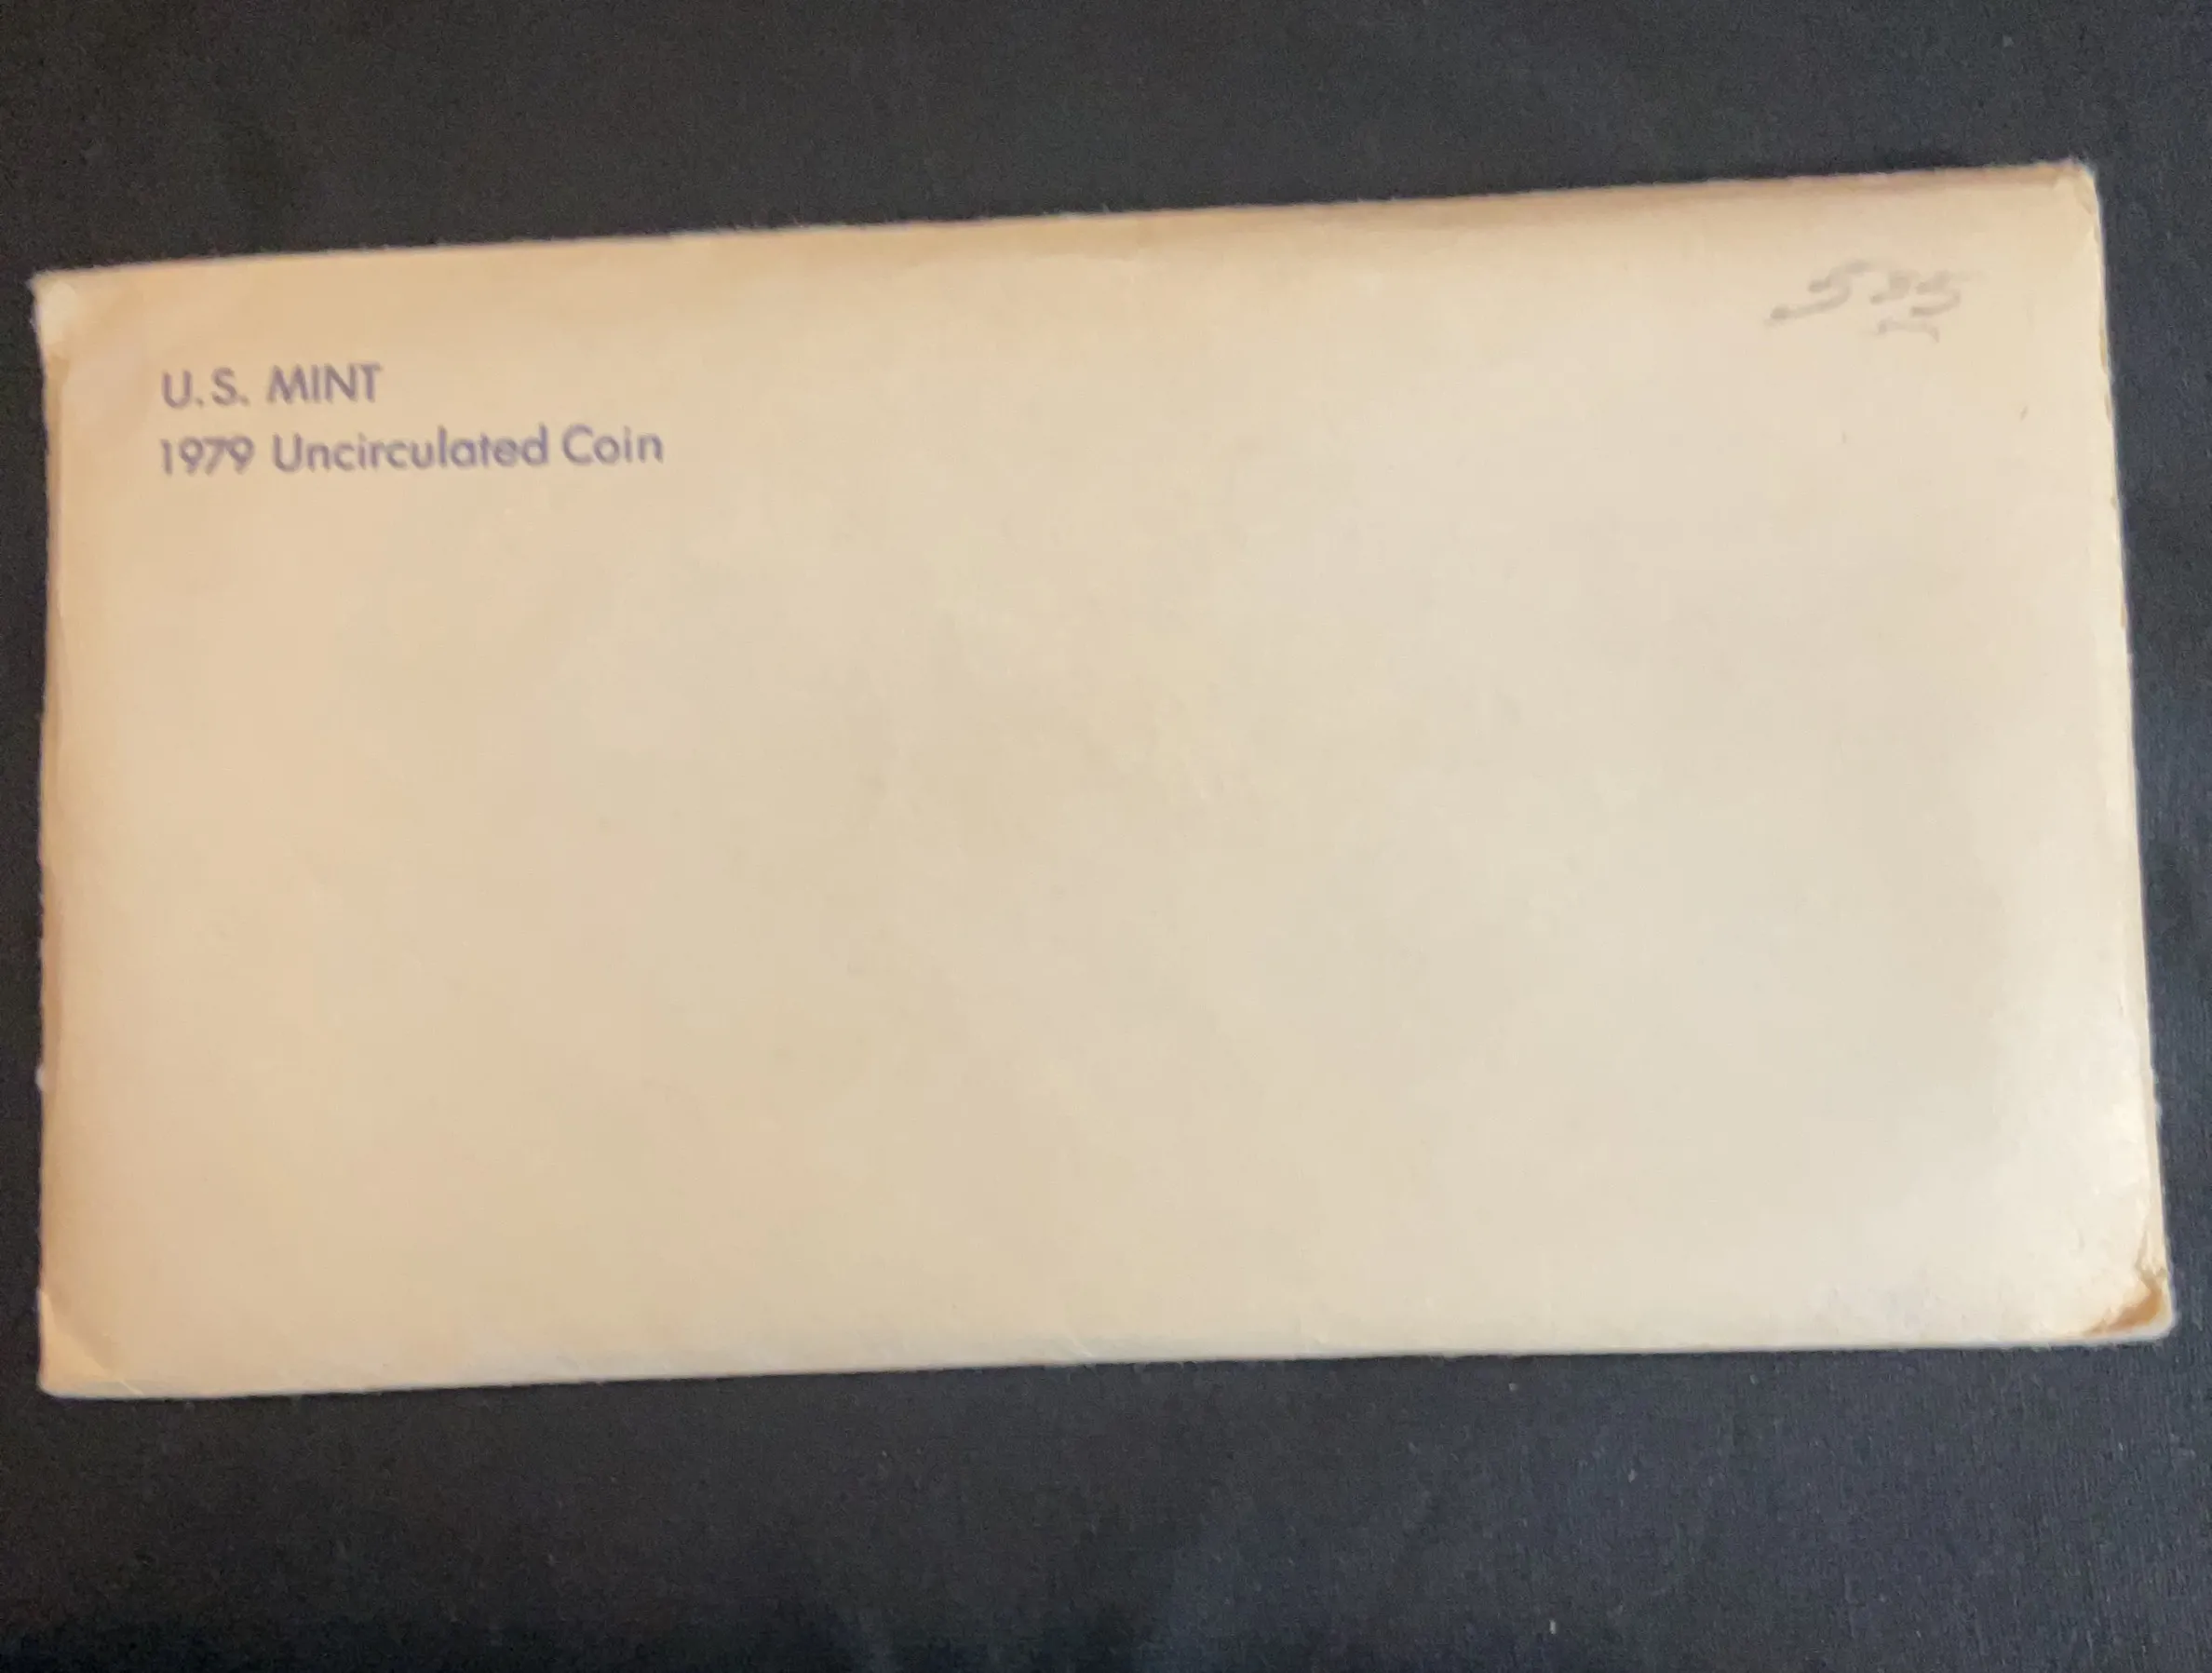 U.S. MINT
1979 Uncirculated Coin